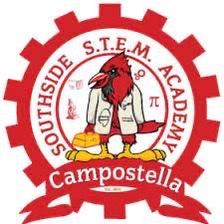 SOUTHSIDE S.T.E.M. ACADEMY
π
Campostella